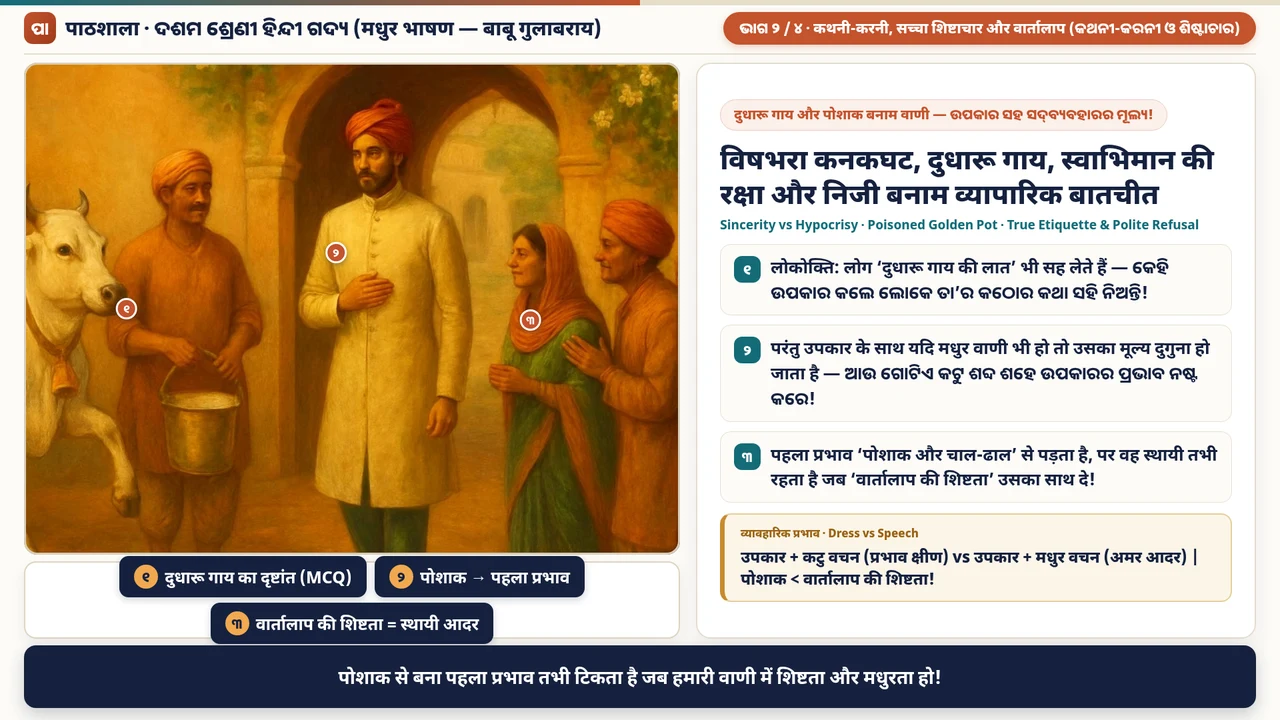 ପା पाठशाला · ଦଶମ ଶ୍ରେଣୀ ହିନ୍ଦୀ ଗଦ୍ୟ (मधुर भाषण — बाबू गुलाबराय)
ଭାଗ ୨ / ୪ · कथनी-करनी, सच्चा शिष्टाचार और वार्तालाप (କଥନୀ-କରନୀ ଓ ଶିଷ୍ଟାଚାର)
୧
୨
୩
୧ दुधारू गाय का दृष्टांत (MCQ)
୨ पोशाक → पहला प्रभाव
୩ वार्तालाप की शिष्टता = स्थायी आदर
दुधारू गाय और पोशाक बनाम वाणी — ଉପକାର ସହ ସଦ୍‌ବ୍ୟବହାରର ମୂଲ୍ୟ!
विषभरा कनकघट, दुधारू गाय, स्वाभिमान की
रक्षा और निजी बनाम व्यापारिक बातचीत
Sincerity vs Hypocrisy · Poisoned Golden Pot · True Etiquette & Polite Refusal
୧ लोकोक्ति: लोग ‘दुधारू गाय की लात’ भी सह लेते हैं — କେହି
ଉପକାର କଲେ ଲୋକେ ତା’ର କଠୋର କଥା ସହି ନିଅନ୍ତି!
୨ परंतु उपकार के साथ यदि मधुर वाणी भी हो तो उसका मूल्य दुगुना हो
जाता है — ଆଉ ଗୋଟିଏ କଟୁ ଶବ୍ଦ ଶହେ ଉପକାରର ପ୍ରଭାବ ନଷ୍ଟ
କରେ!
୩ पहला प्रभाव ‘पोशाक और चाल-ढाल’ से पड़ता है, पर वह स्थायी तभी
रहता है जब ‘वार्तालाप की शिष्टता’ उसका साथ दे!
व्यावहारिक प्रभाव · Dress vs Speech
उपकार + कटु वचन (प्रभाव क्षीण) vs उपकार + मधुर वचन (अमर आदर) |
पोशाक < वार्तालाप की शिष्टता!
पोशाक से बना पहला प्रभाव तभी टिकता है जब हमारी वाणी में शिष्टता और मधुरता हो!